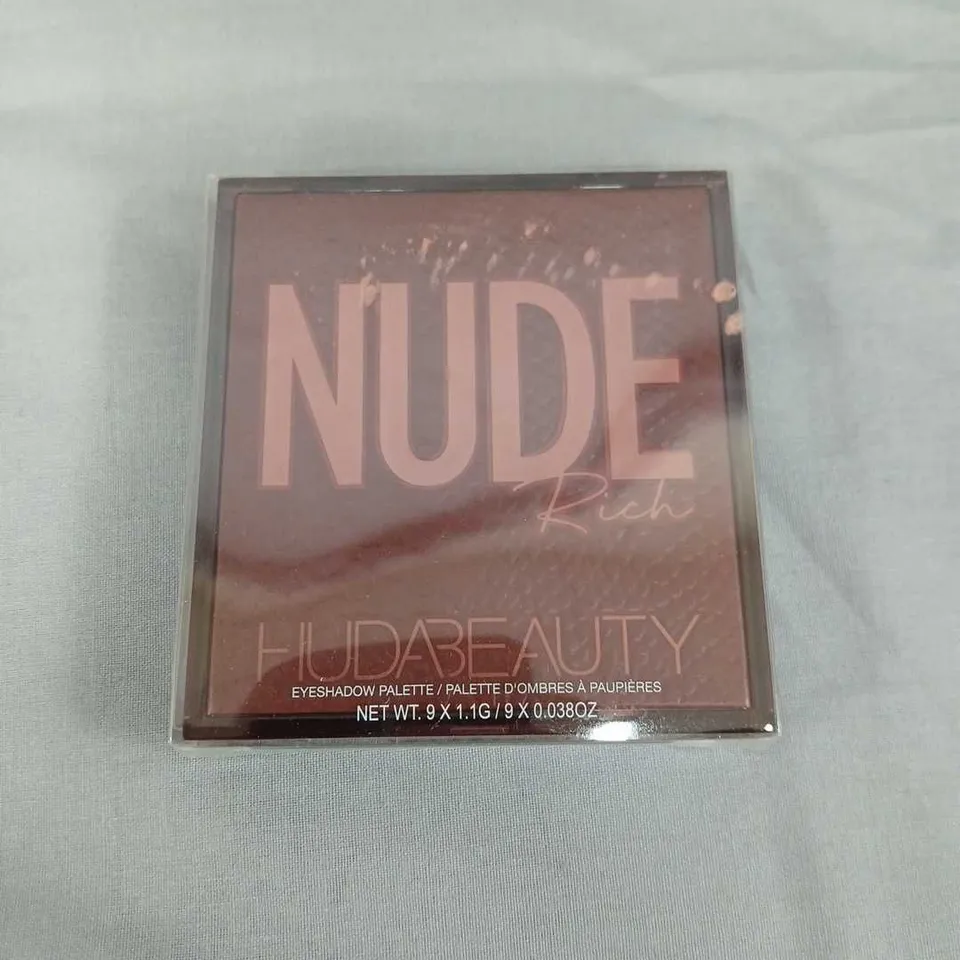 NUDE
Rich
HUDABEAUTY
EYESHADOW PALETTE / PALETTE D'OMBRES À PAUPIÈRES
NET WT. 9 X 1.1G / 9 X 0.038OZ